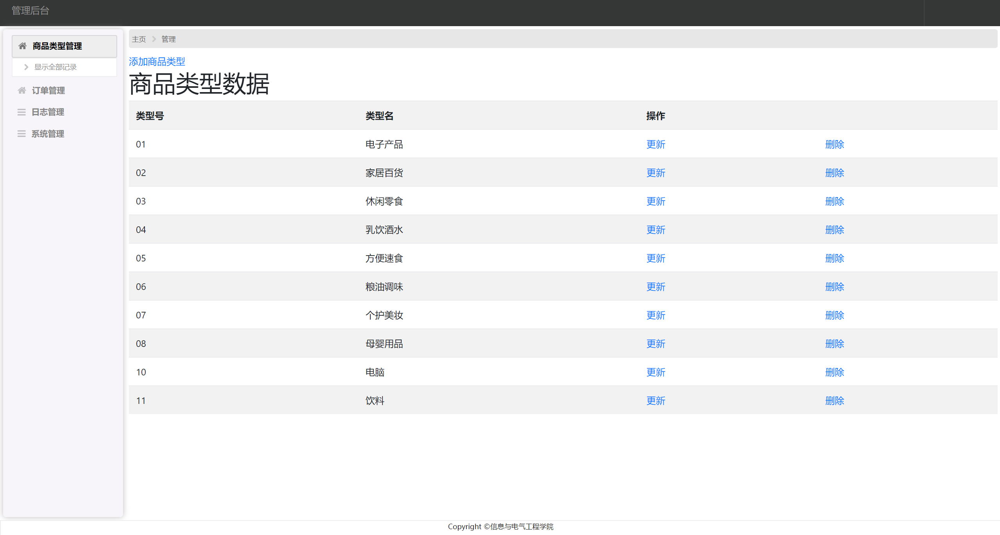 管理后台
商品类型管理
显示全部记录
订单管理
日志管理
系统管理
主页 管理
添加商品类型
商品类型数据
类型号 类型名 操作
01 电子产品 更新 删除
02 家居百货 更新 删除
03 休闲零食 更新 删除
04 乳饮酒水 更新 删除
05 方便速食 更新 删除
06 粮油调味 更新 删除
07 个护美妆 更新 删除
08 母婴用品 更新 删除
10 电脑 更新 删除
11 饮料 更新 删除
Copyright ©信息与电气工程学院